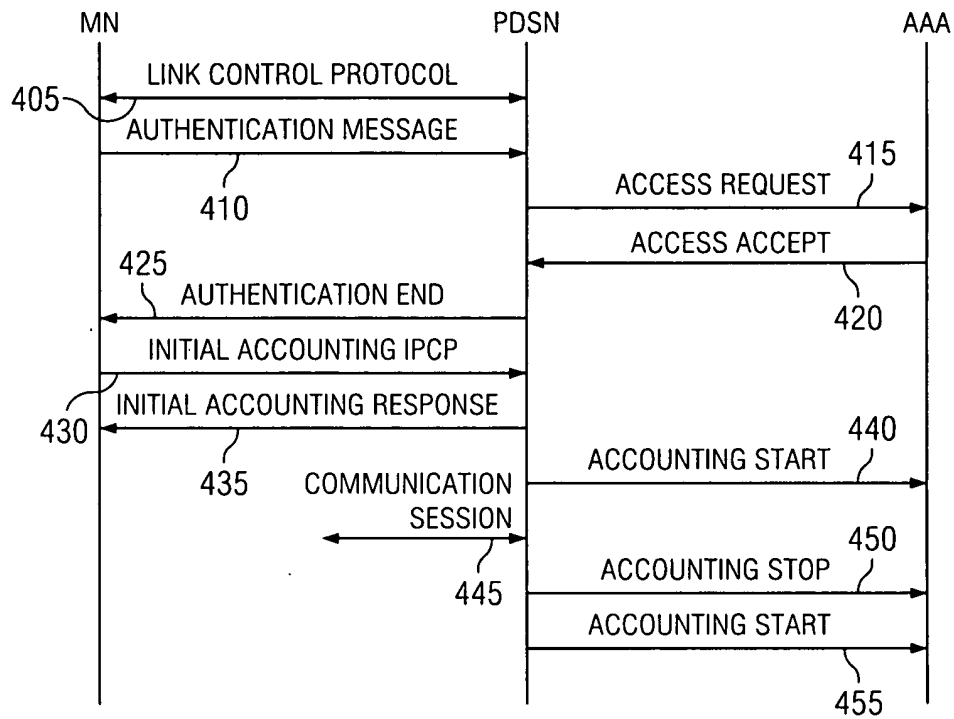 MN PDSN AAA
LINK CONTROL PROTOCOL
405
AUTHENTICATION MESSAGE
410
415
ACCESS REQUEST
ACCESS ACCEPT
420
425
AUTHENTICATION END
INITIAL ACCOUNTING IPCP
430
INITIAL ACCOUNTING RESPONSE
435
440
ACCOUNTING START
COMMUNICATION
SESSION
445
450
ACCOUNTING STOP
ACCOUNTING START
455